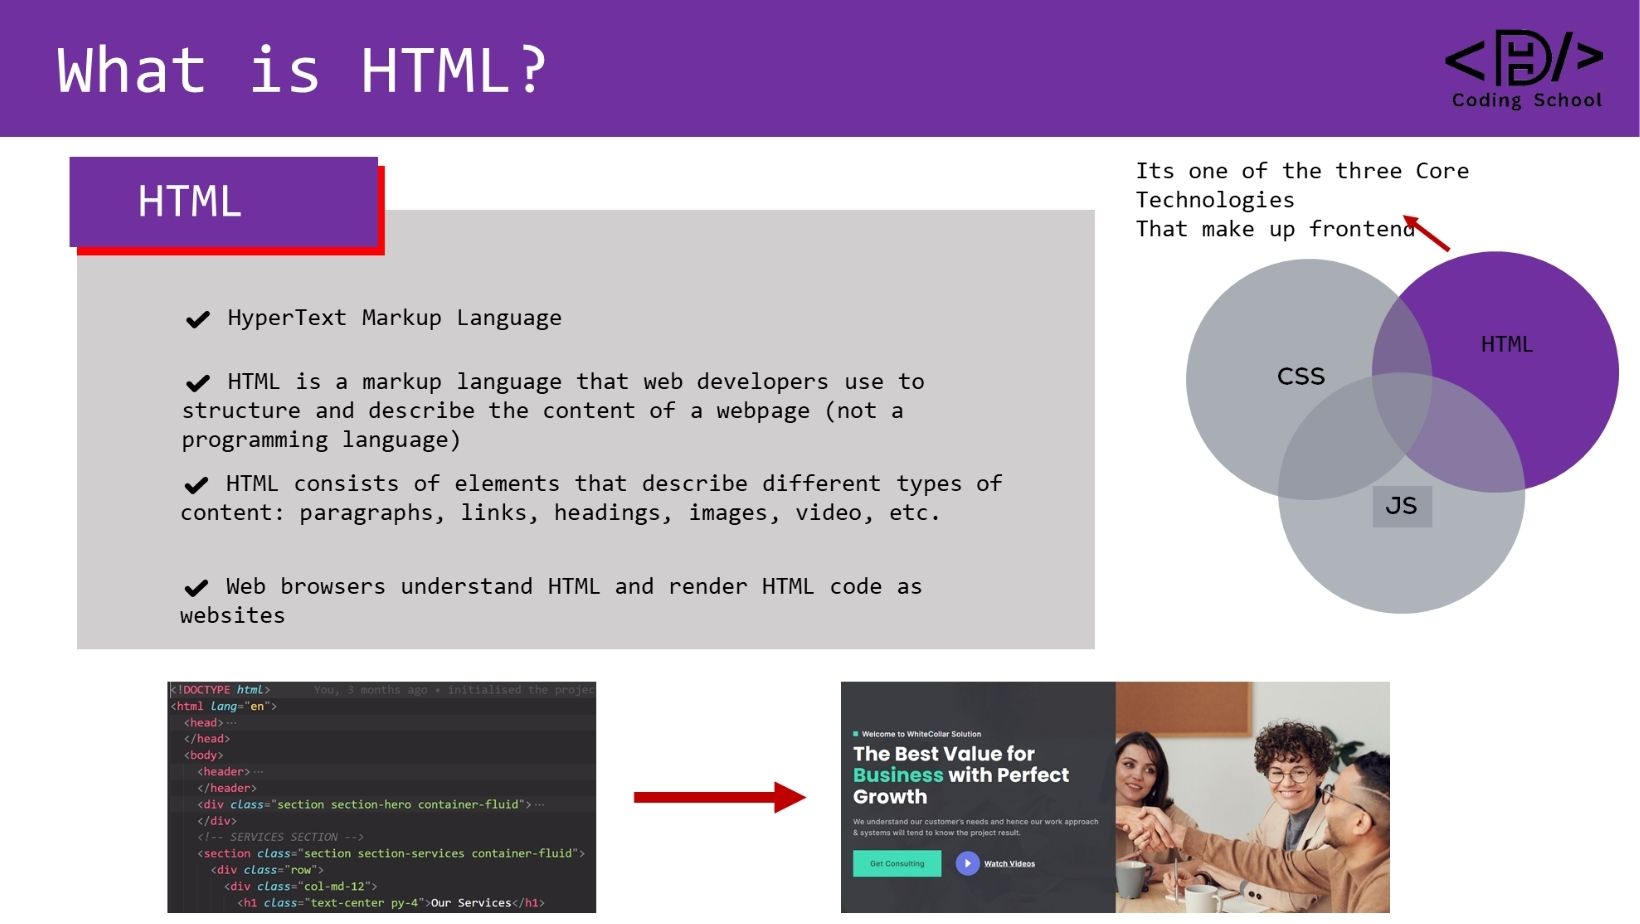 What is HTML?
<DH/>
Coding School
HTML
Its one of the three Core
Technologies
That make up frontend
✔ HyperText Markup Language
✔ HTML is a markup language that web developers use to
structure and describe the content of a webpage (not a
programming language)
✔ HTML consists of elements that describe different types of
content: paragraphs, links, headings, images, video, etc.
✔ Web browsers understand HTML and render HTML code as
websites
CSS
HTML
JS
<!DOCTYPE html> You, 3 months ago • initialised the projec
<html lang="en">
<head>…
</head>
<body>
<header>…
</header>
<div class="section section-hero container-fluid">…
</div>
<!-- SERVICES SECTION -->
<section class="section section-services container-fluid">
<div class="row">
<div class="col-md-12">
<h1 class="text-center py-4">Our Services</h1>
Welcome to WhiteCollar Solution
The Best Value for
Business with Perfect
Growth
We understand our customer's needs and hence our work approach
& systems will tend to know the project result.
Get Consulting
Watch Videos